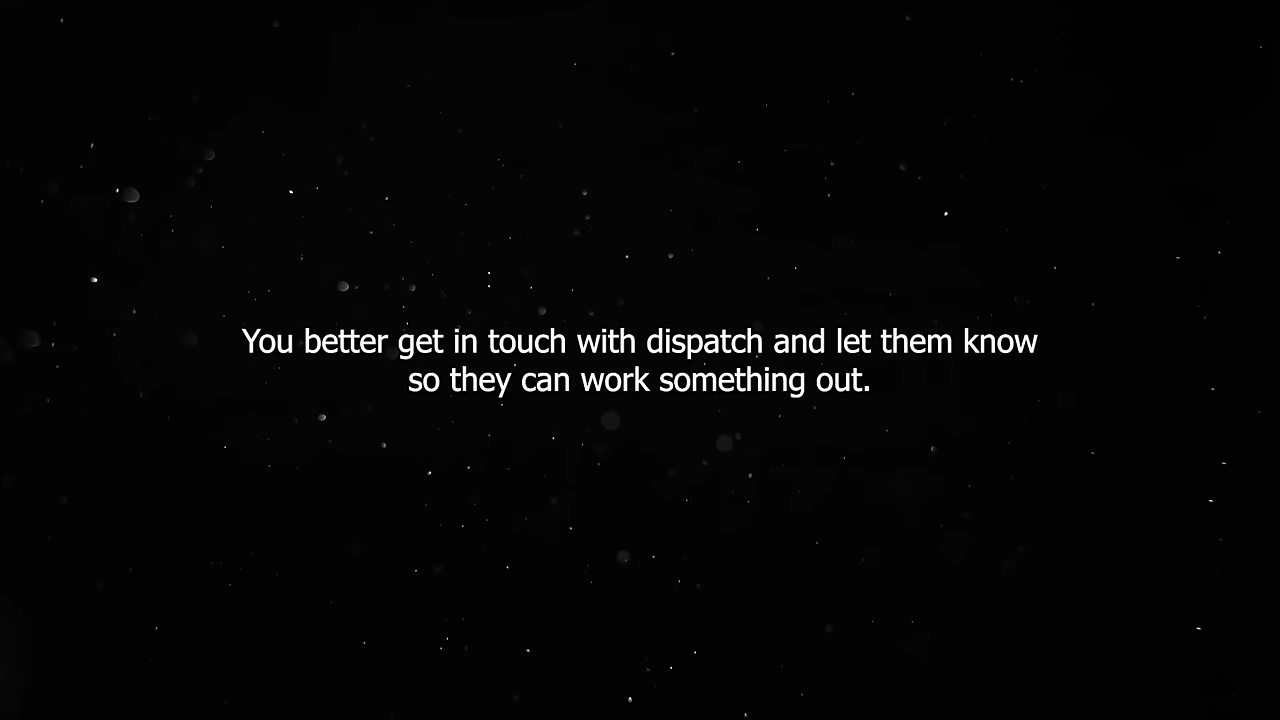 You better get in touch with dispatch and let them know
so they can work something out.